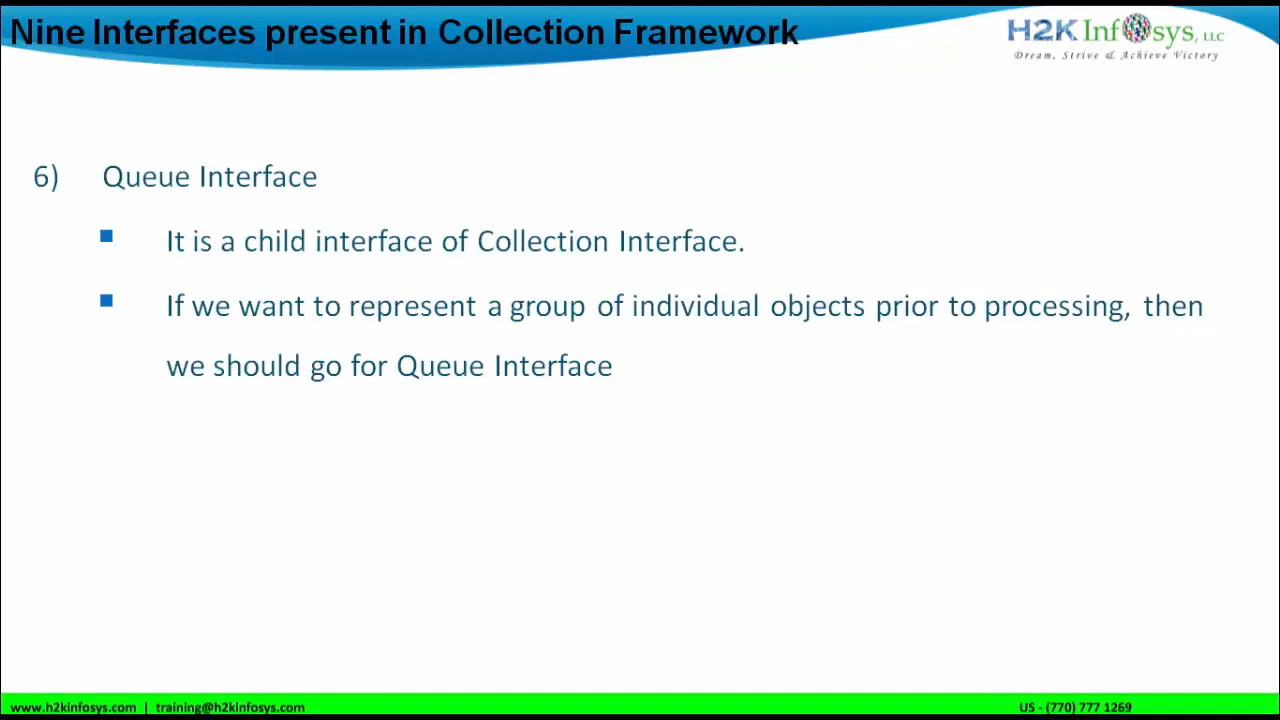 Nine Interfaces present in Collection Framework
H2K Infosys, LLC
Dream, Strive & Achieve Victory
6) Queue Interface
▪ It is a child interface of Collection Interface.
▪ If we want to represent a group of individual objects prior to processing, then
we should go for Queue Interface
www.h2kinfosys.com | training@h2kinfosys.com
US - (770) 777 1269